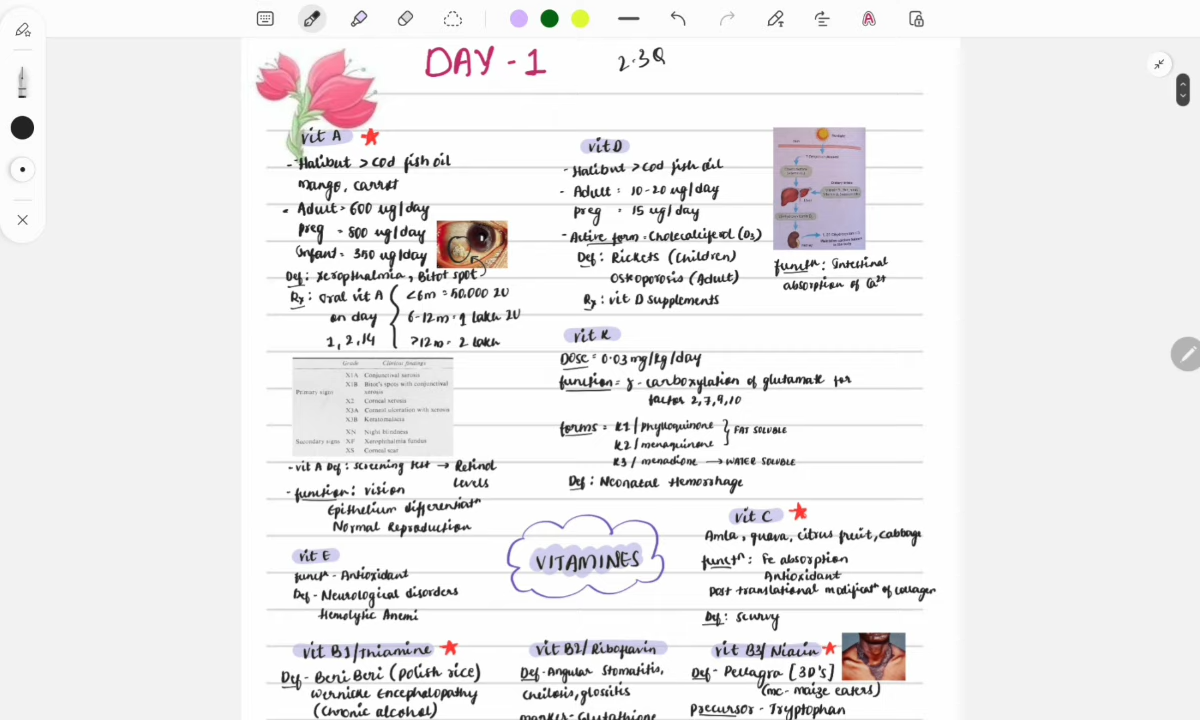 DAY - 1
2.3Q
vit A
- Halibut > cod fish oil
mango, carrot
- Adult = 600 ug/day
preg = 800 ug/day
Infant = 350 ug/day
Def: Xerophthalmia, Bitot spot
Rx: oral vit A
on day
1, 2, 14
<6m = 50,000 IU
6-12m = 1 lakh IU
>12m = 2 lakh
Grade Clinical findings
Primary signs
X1A Conjunctival xerosis
X1B Bitot's spots with conjunctival
xerosis
X2 Corneal xerosis
X3A Corneal ulceration with xerosis
X3B Keratomalacia
XN Night blindness
Secondary signs XF Xerophthalmia fundus
XS Corneal scar
- vit A Def: screening test → Retinol
levels
- function: vision
Epithelium differentiatⁿ
Normal Reproduction
vit E
functⁿ - Antioxidant
Def - Neurological disorders
Hemolytic Anemi
vit D
- Halibut > cod fish oil
- Adult = 10-20 ug/day
preg = 15 ug/day
- Active form = Cholecaliferol (D3)
Def: Rickets (Children)
Osteoporosis (Adult)
Rx: vit D supplements
functⁿ: Intestinal
absorption of Ca²⁺
vit K
Dose = 0.03 mg/kg/day
function = γ-carboxylation of glutamate for
factor 2,7,9,10
forms = K1/Phylloquinone
K2/menaquinone
} FAT SOLUBLE
K3/menadione → WATER SOLUBLE
Def: Neonatal Hemorrhage
VITAMINES
vit C
Amla, guava, citrus fruit, cabbage
functⁿ: Fe absorption
Antioxidant
Post translational modificatⁿ of collagen
Def: scurvy
vit B1/Thiamine
Def - Beri Beri (polish rice)
Wernicke Encephalopathy
(chronic alcohol)
vit B2/Riboflavin
Def - Angular Stomatitis,
cheilosis, glositis
marker - Glutathione
vit B3/Niacin
Def - Pellagra [3D's]
(mc- maize eaters)
Precursor - Tryptophan